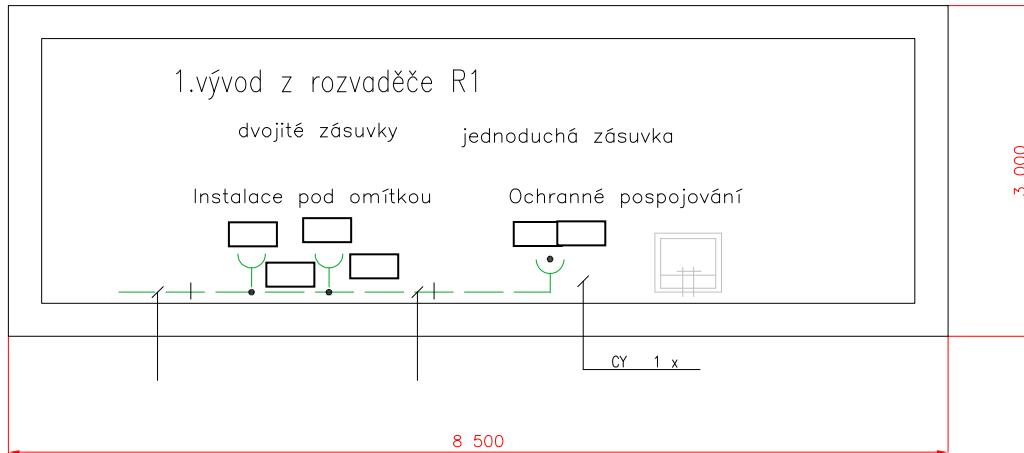 1.vývod z rozvaděče R1
dvojité zásuvky
jednoduchá zásuvka
Instalace pod omítkou
Ochranné pospojování
CY 1 x
3 000
8 500